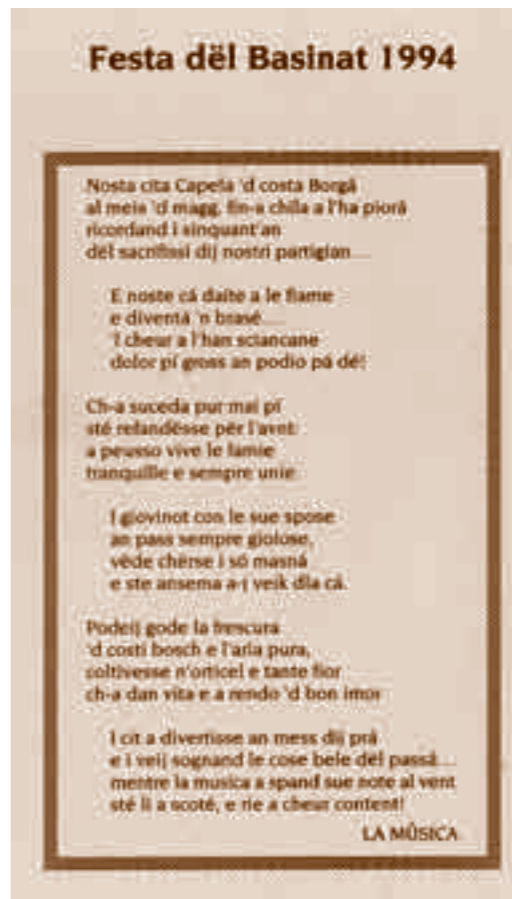 Festa dël Basinat 1994
Nosta cita Capela 'd costa Borgà
al meis 'd magg, fin-a chila a l'ha piorà
ricordand i sinquant'an
dël sacrifissi dij nostri partigian....
E noste cà daite a le fiame
e diventà 'n brasé....
'l cheur a l'han sciancane
dolor pì gross an podìo pà dé!
Ch-a suceda pur mai pì
sté relandësse për l'avnì:
a peusso vive le famie
tranquille e sempre unie.
I giovinot con le sue spose
an pass sempre gioiose,
vëde chërse i sò masnà
e ste ansema a-j veik dla cà.
Podeij gode la frescura
'd costi bosch e l'aria pura,
coltivesse n'orticel e tante fior
ch-a dan vita e a rendo 'd bon imor
I cit a divertisse an mess dij prà
e i veij sognand le cose bele dël passà....
mentre la musica a spand sue note al vent
sté lì a scoté, e rie a cheur content!
LA MÙSICA